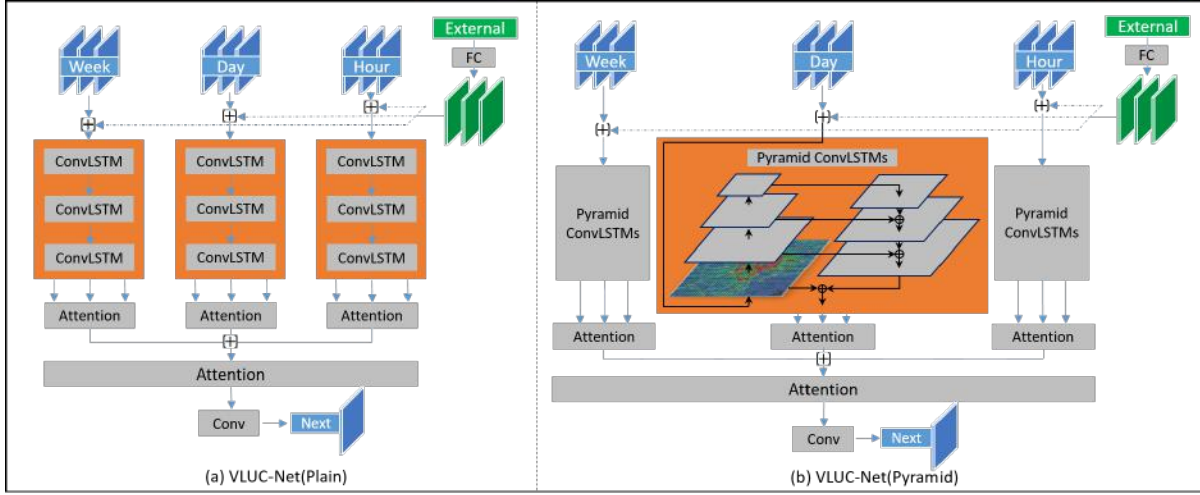 External
FC
Week
Day
Hour
[+]
[+]
[+]
ConvLSTM
ConvLSTM
ConvLSTM
ConvLSTM
ConvLSTM
ConvLSTM
ConvLSTM
ConvLSTM
ConvLSTM
Attention
Attention
Attention
[+]
Attention
Conv
Next
(a) VLUC-Net(Plain)
External
FC
Week
Day
Hour
[+]
[+]
[+]
Pyramid ConvLSTMs
Pyramid
ConvLSTMs
Pyramid
ConvLSTMs
Attention
Attention
Attention
[+]
Attention
Conv
Next
(b) VLUC-Net(Pyramid)